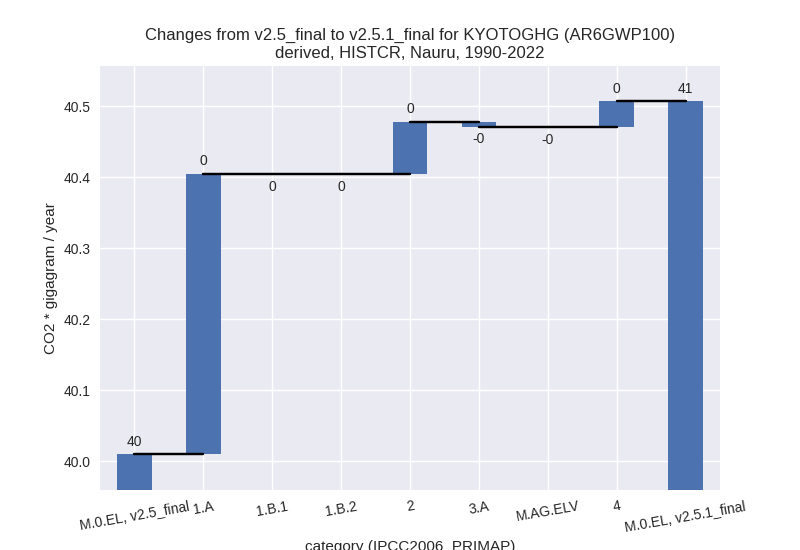 Changes from v2.5_final to v2.5.1_final for KYOTOGHG (AR6GWP100)
derived, HISTCR, Nauru, 1990-2022
CO2 * gigagram / year
40.5
40.4
40.3
40.2
40.1
40.0
40
0
0
0
0
-0
-0
0
41
M.0.EL, v2.5_final
1.A
1.B.1
1.B.2
2
3.A
M.AG.ELV
4
M.0.EL, v2.5.1_final
category (IPCC2006_PRIMAP)